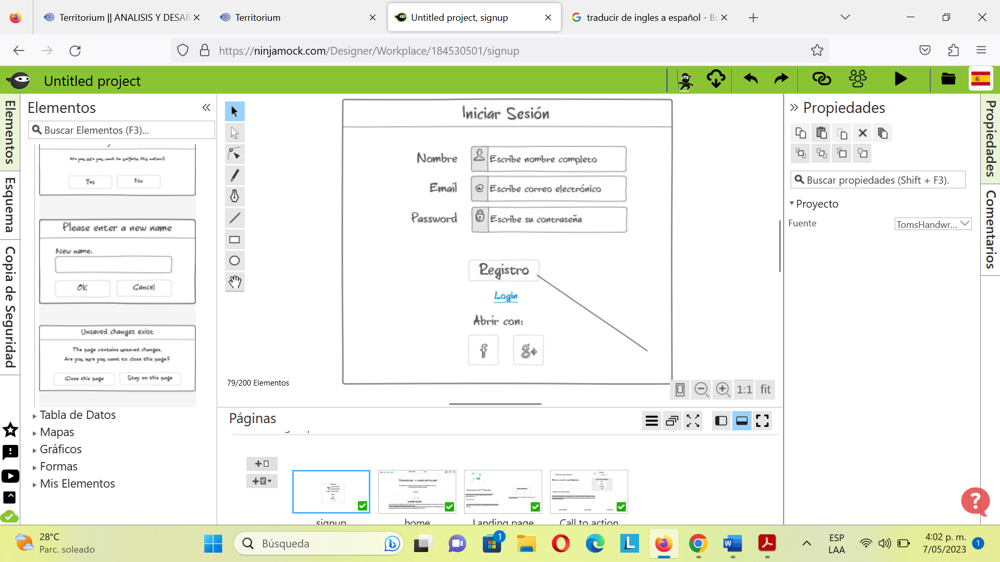 Territorium || ANALISIS Y DESAR
Territorium
Untitled project, signup
traducir de ingles a español - Bu
https://ninjamock.com/Designer/Workplace/184530501/signup
Untitled project
Elementos
Esquema
Copia de Seguridad
Elementos
Buscar Elementos (F3)...
Are you sure you want to perform this action?
Yes
No
Please enter a new name
New name:
OK
Cancel
Unsaved changes exist
The page contains unsaved changes.
Are you sure you want to close this page?
Close this page
Stay on this page
Tabla de Datos
Mapas
Gráficos
Formas
Mis Elementos
Iniciar Sesión
Nombre
Escribe nombre completo
Email
@ Escribe correo electrónico
Password
Escribe su contraseña
Registro
Login
Abrir con:
f
g+
79/200 Elementos
1:1
fit
Páginas
signup
home
Landing page
Call to action
Propiedades
Buscar propiedades (Shift + F3).
Proyecto
Fuente
TomsHandwr...
Propiedades
Comentarios
?
28°C
Parc. soleado
Búsqueda
1
ESP
LAA
4:02 p. m.
7/05/2023
1